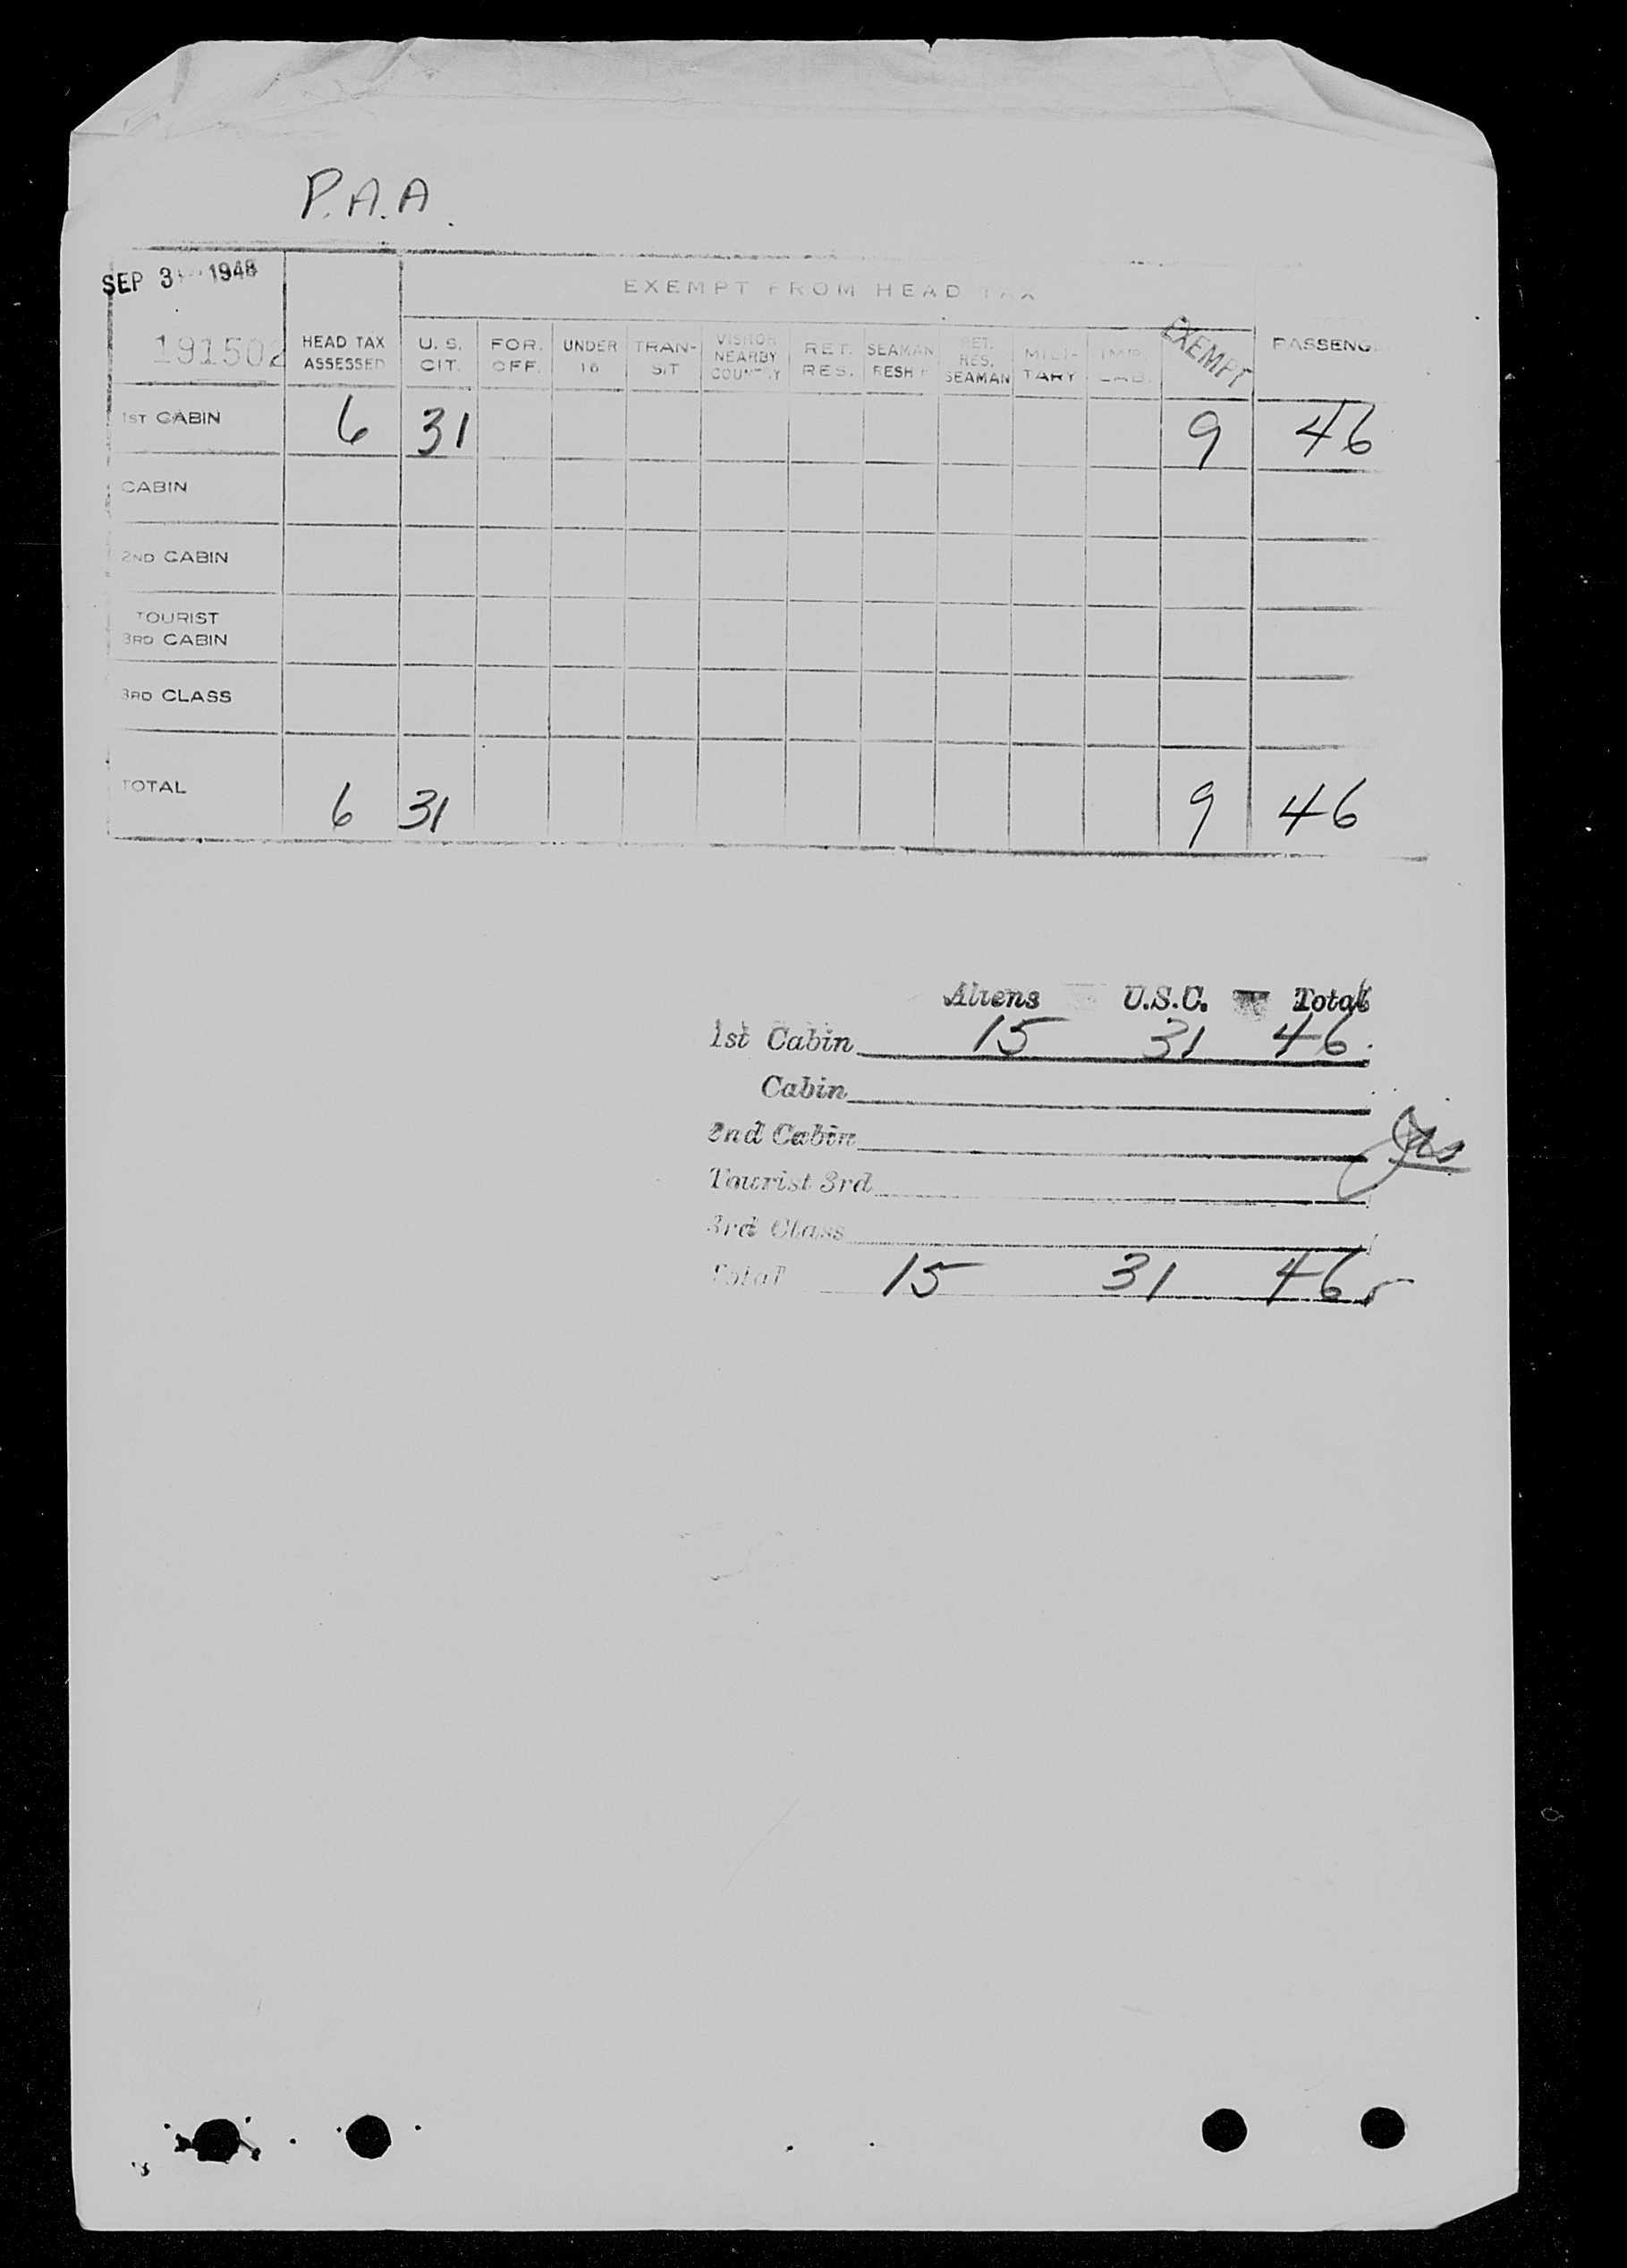 P.A.A.
SEP 3 1948
EXEMPT FROM HEAD TAX
191502
HEAD TAX ASSESSED U. S. CIT. FOR. OFF. UNDER 16 TRAN- SIT VISITOR NEARBY COUNTRY RET. RES. SEAMAN RESH RET. RES. SEAMAN MILI- TARY IMP. LAB. EXEMPT PASSENG.
1ST CABIN 6 31 9 46
CABIN
2ND CABIN
TOURIST
3RD CABIN
3RD CLASS
TOTAL 6 31 9 46
Aliens U.S.C. Total
1st Cabin 15 31 46
Cabin
2nd Cabin
Tourist 3rd
3rd Class
Total 15 31 46